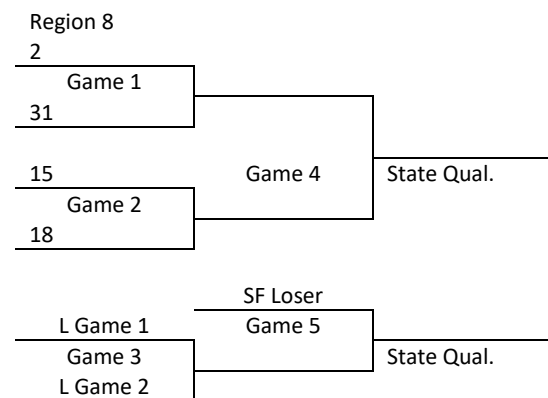 Region 8
2
Game 1
31
15
Game 4
State Qual.
Game 2
18
SF Loser
L Game 1
Game 5
Game 3
State Qual.
L Game 2